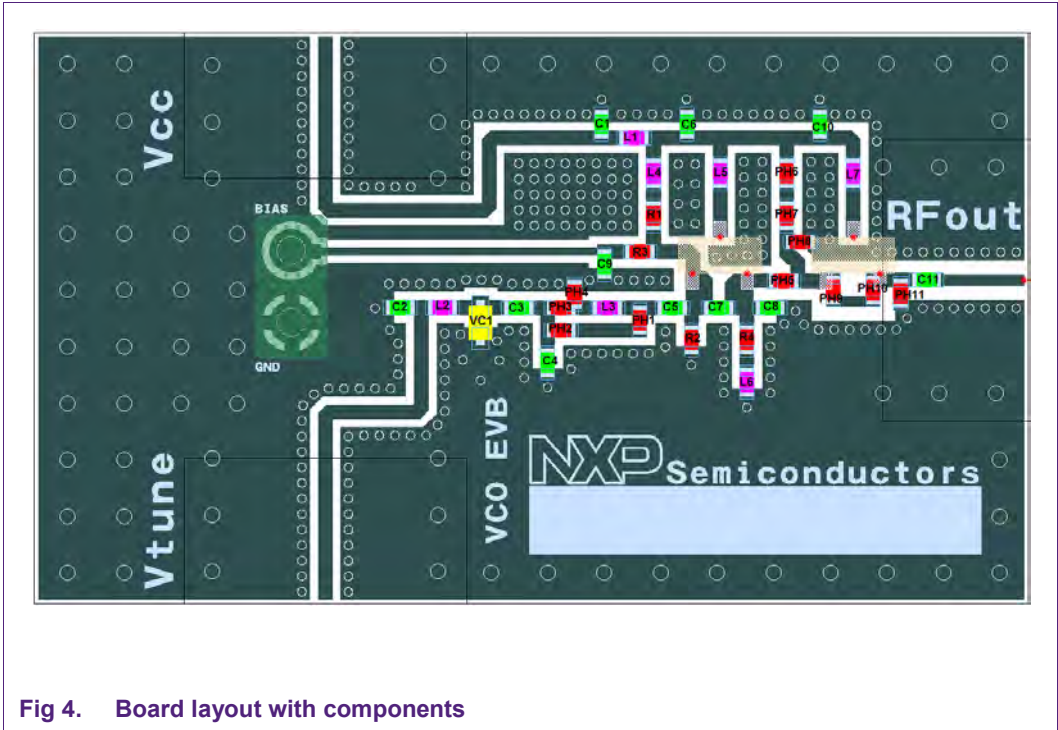 Vcc
C1
C6
C10
L1
L4
L5
PH6
L7
BIAS
R1
PH7
RFout
R3
PH8
C9
PH5
C11
PH4
PH9
PH10
PH11
C2
L2
VC1
C3
PH3
L3
C5
C7
C8
PH2
PH1
R2
R4
C4
GND
L6
Vtune
VCO EVB
NXP Semiconductors
Fig 4. Board layout with components